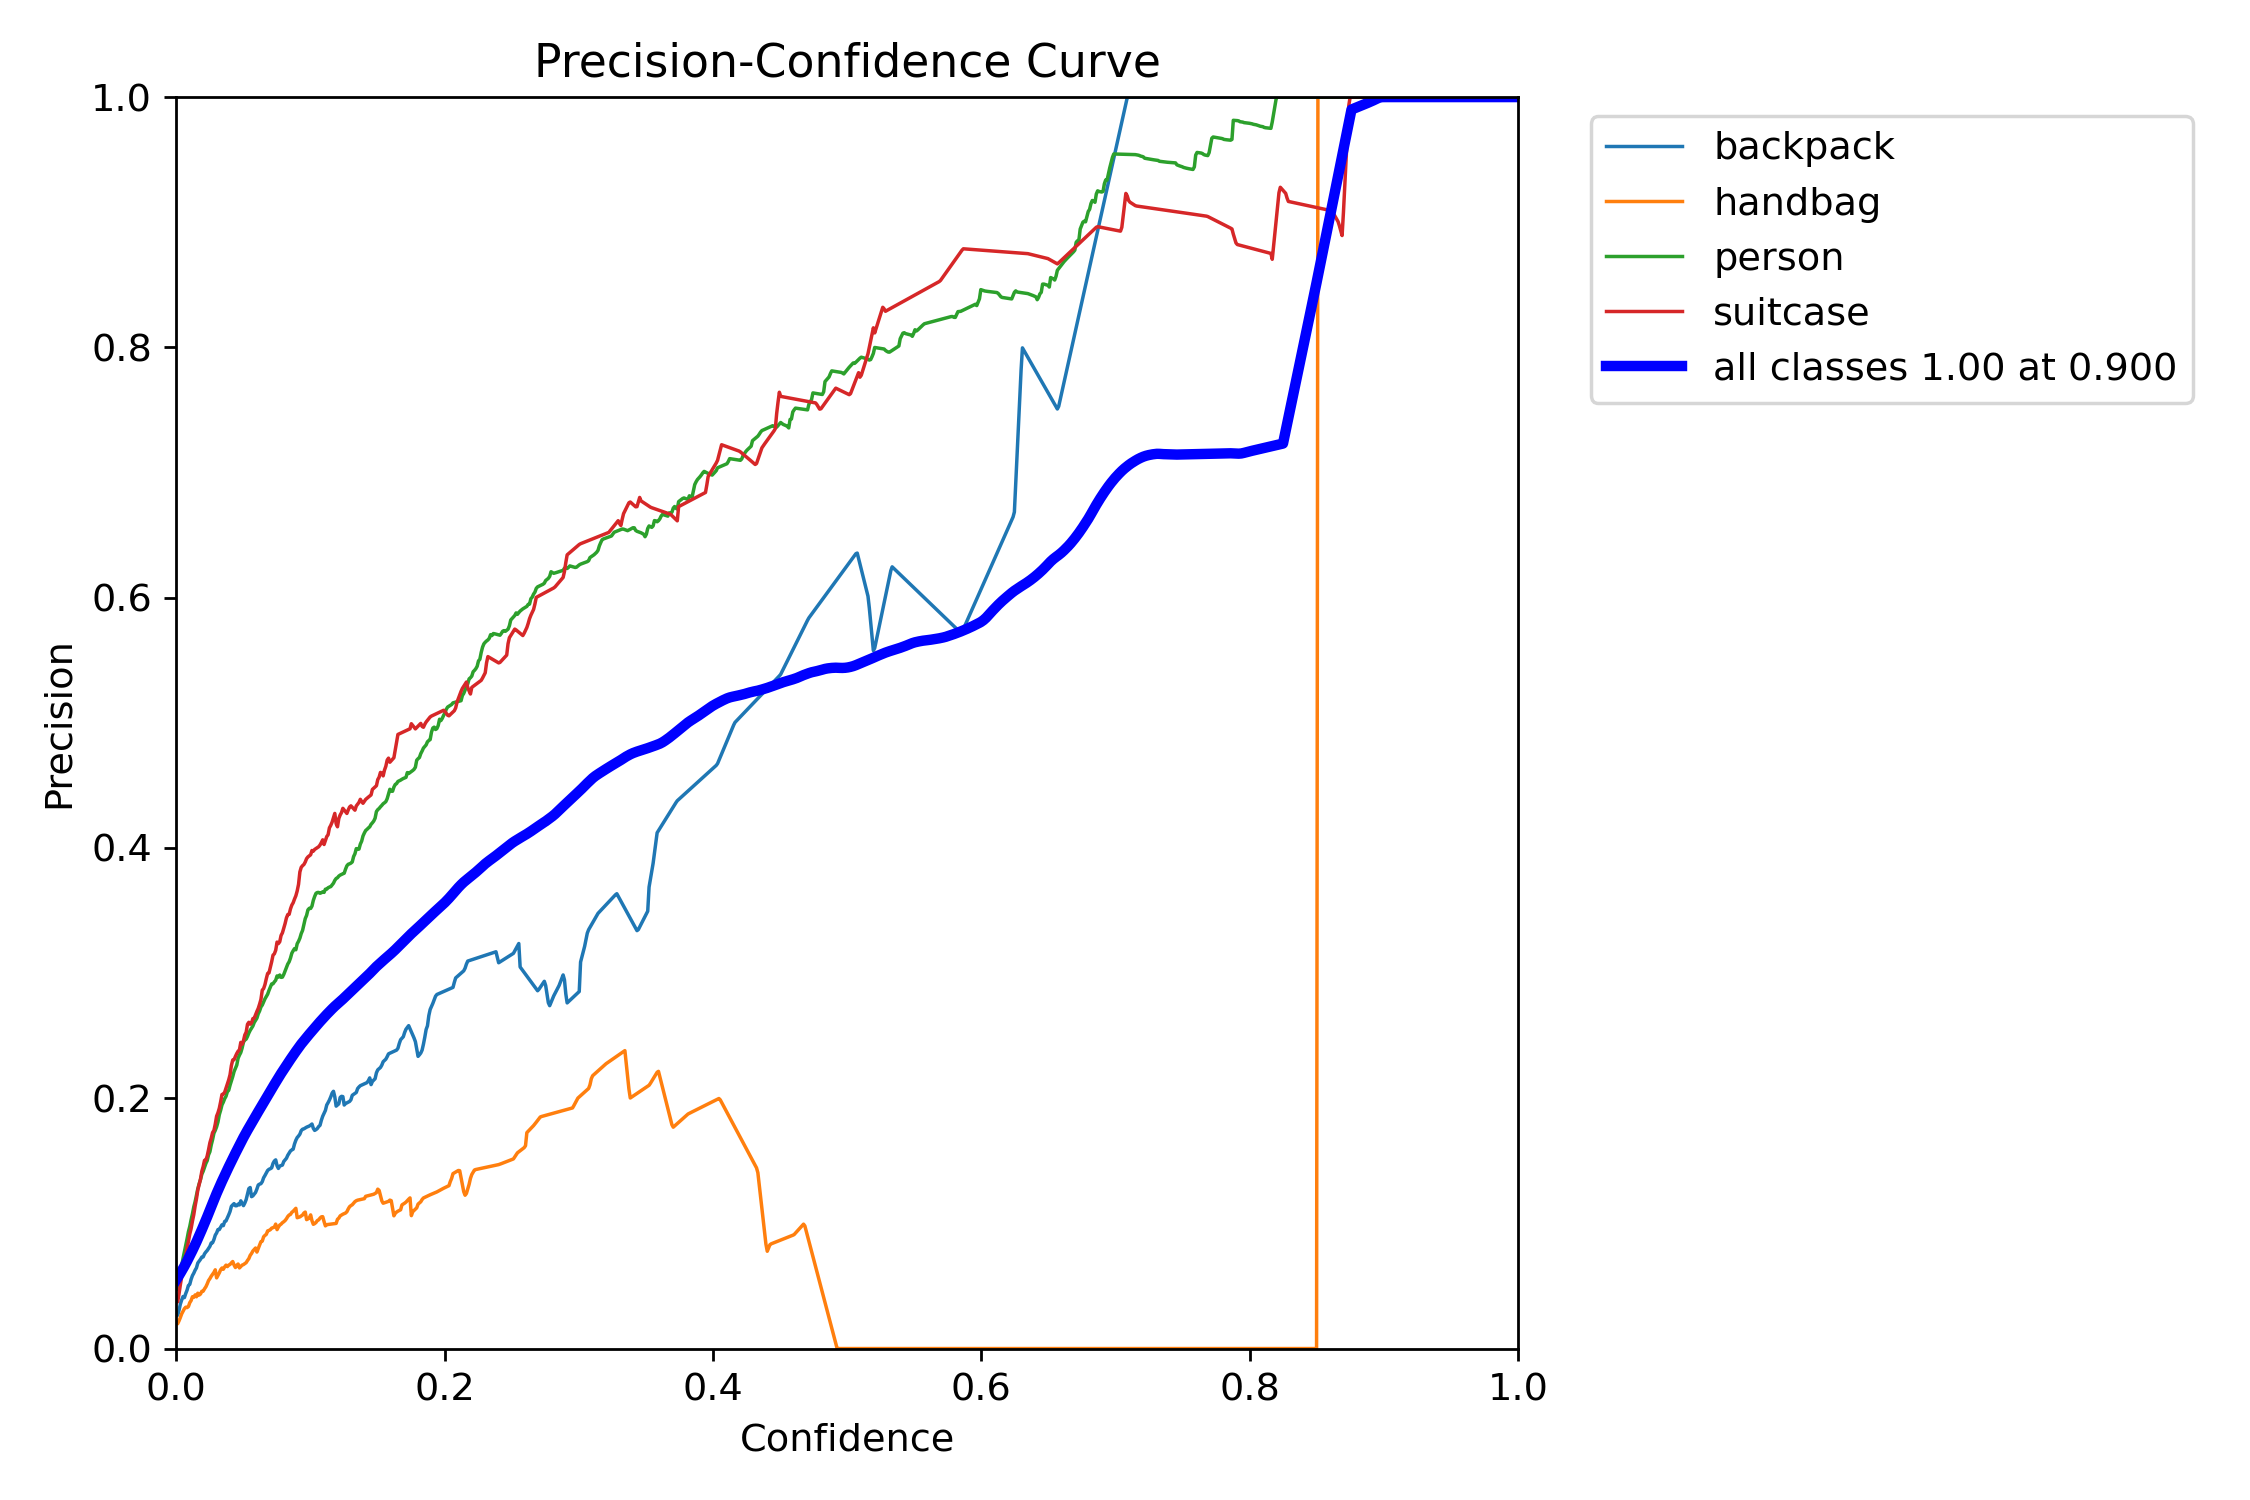 Precision-Confidence Curve
1.0
0.8
0.6
0.4
0.2
0.0
Precision
0.0 0.2 0.4 0.6 0.8 1.0
Confidence
backpack
handbag
person
suitcase
all classes 1.00 at 0.900